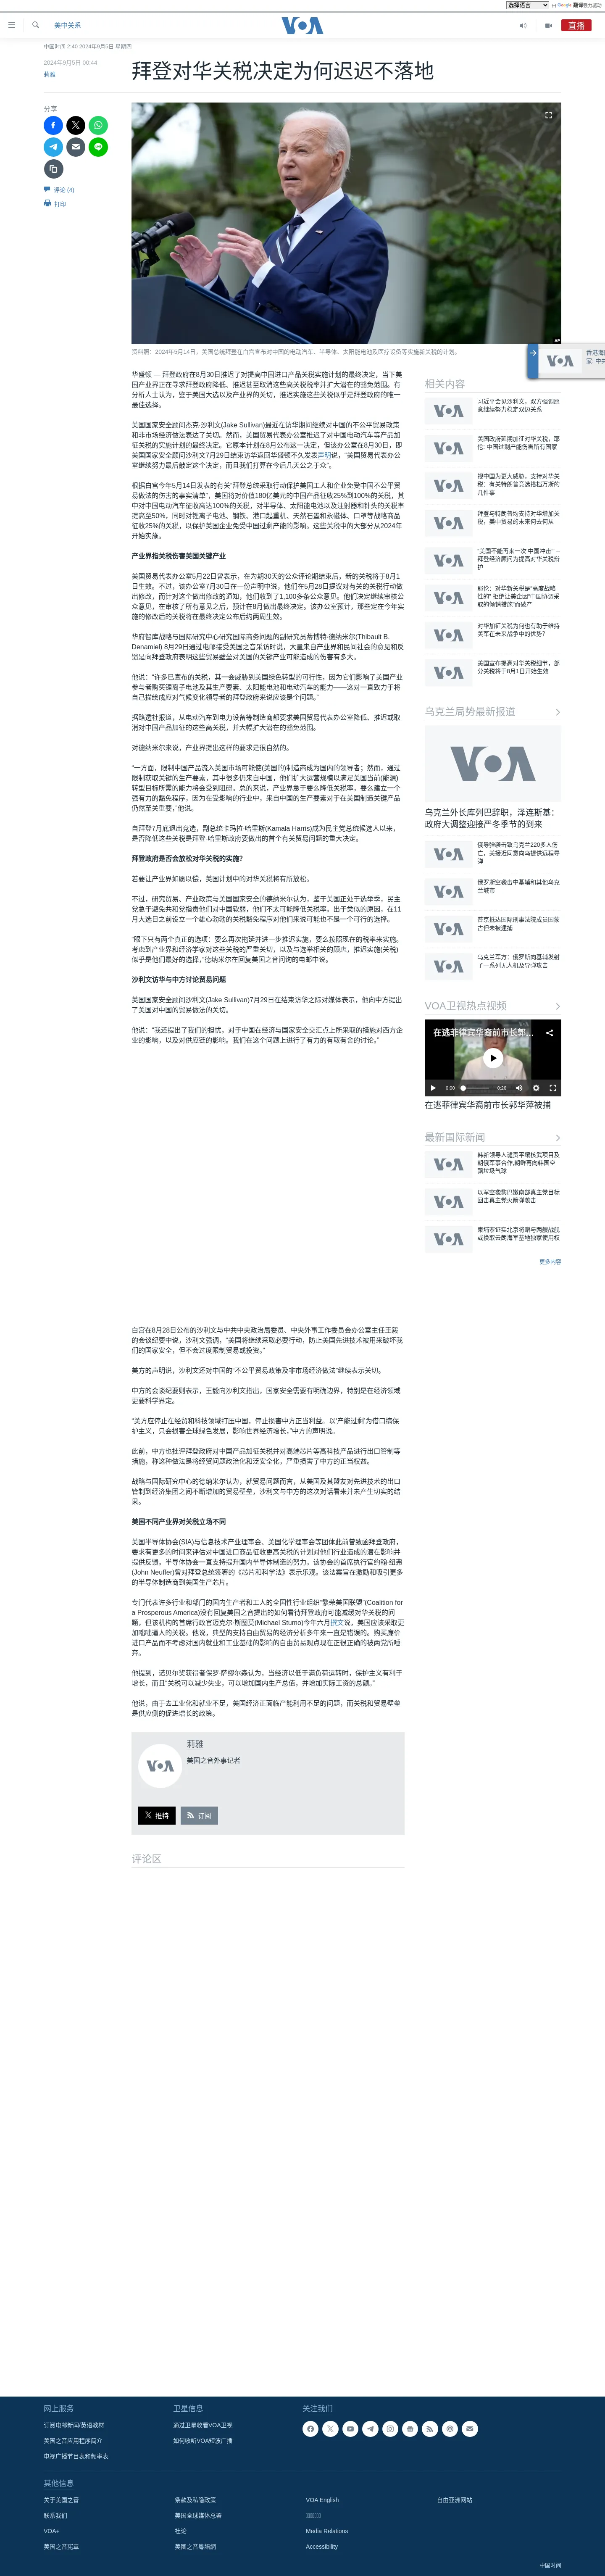 选择语言 由 Google 翻译强力驱动
美中关系
VOA
直播
中国时间 2:40 2024年9月5日 星期四
2024年9月5日 00:44
莉雅
拜登对华关税决定为何迟迟不落地
分享
评论 (4)
打印
AP
资料照：2024年5月14日，美国总统拜登在白宫宣布对中国的电动汽车、半导体、太阳能电池及医疗设备等实施新关税的计划。
华盛顿 — 拜登政府在8月30日推迟了对提高中国进口产品关税实施计划的最终决定，当下美
国产业界正在寻求拜登政府降低、推迟甚至取消这些高关税税率并扩大潜在的豁免范围。有
分析人士认为，鉴于美国大选以及平衡各方利益的考量，推迟实施这些关税似乎是拜登政府的唯一
最佳选择。
美国国家安全顾问杰克·沙利文(Jake Sullivan)最近在访华期间继续对中国的不公平贸易政策
和非市场经济做法表达了关切。然而，美国贸易代表办公室推迟了对中国电动汽车等产品加
征关税的实施计划的最终决定。它原本计划在8月公布这一决定，但该办公室在8月30日，即
美国国家安全顾问沙利文7月29日结束访华返回华盛顿不久发表声明说，“美国贸易代表办公
室继续努力最后敲定这个决定，而且我们打算在今后几天公之于众”。
根据白宫今年5月14日发表的有关“拜登总统采取行动保护美国工人和企业免受中国不公平贸
易做法的伤害的事实清单”，美国将对价值180亿美元的中国产品征收25%到100%的关税，其
中对中国电动汽车征收高达100%的关税，对半导体、太阳能电池以及注射器和针头的关税率
提高至50%，同时对锂离子电池、钢铁、港口起重机、天然石墨和永磁体、口罩等产品征收高
达25%的关税，以保护美国企业免受中国过剩产能的影响。这些关税中的大部分从2024年
开始实施。
产业界指关税伤害美国关键产业
美国贸易代表办公室5月22日曾表示，在为期30天的公众评论期结束后，新的关税将于8月1
日开始实施。但该办公室7月30日在一份声明中说，他们收到了1,100多条公众意见，目前仍
在研究对这些商品征收的关税进行修改，因此最终决定将会推迟。他们希望在8月份继续审核公众
意见，在审核了所有意见后，预计会在8月份敲定对关税的修改，新的关税决定将于今年实
施，并在最终方案公布之后的大约两周生效。
华府智库战略与国际研究中心研究国际商务问题的副研究员蒂博特·德纳米尔(Thibault B.
Denamiel) 8月29日通过电邮接受美国之音采访时说，大量来自产业界和民间社会的意见和反
馈是向拜登政府表明这些贸易壁垒对美国的关键产业可能造成的伤害有多大。
他说：“许多已宣布的关税，其一会减他胁到美国绿色转型的可行性，因为它们影响了美国产业
参与者购买锂离子电池及其生产要素、太阳能电池和电动汽车的能力——这对一直致力于将
自己描绘成应对气候变化领导者的拜登政府来说应该是个问题。”
据路透社报道，从电动汽车到电力设备等制造商都要求美国贸易代表办公室降低、推迟或取
消对中国产品加征的这些高关税，并大幅扩大潜在的豁免范围。
对德纳米尔来说，产业界提出这样的要求是很自然的。
“一方面，限制中国产品流入美国市场可能使(美国的)制造商成为国内的领导者；然而，通过
限制获取关键的生产要素，其中很多仍来自中国，他们扩大运营规模以满足美国当前(能源)
转型目标所需的能力将会受到阻碍。总的来说，产业界认为，要么降低关税壁垒，要么建立一个
强有力的豁免程序，因为在受影响的行业中，来自中国的生产要素对于在美国制造关税产品
仍然至关重要，”他说。
自拜登7月底退出竞选，副总统卡玛拉·哈里斯(Kamala Harris)成为民主党总统候选人以来，
是否降低这些关税是拜登-哈里斯政府要做出的首个重大决定。
拜登政府是否会放松对华关税的实施？
若是要让产业界如愿以偿，美国计划中的对华关税将有所放松。
不过，研究贸易、产业政策与美国国家安全的德纳米尔认为，鉴于美国正处于选举季，民主
党急于避免共和党指责他们对中国软弱，他们不太可能降低关税率。出于类似的原因，在11
月大选日之前设立一个雄心勃勃的关税豁免程序对他们来说可能也不是一个可行的选择。
“眼下只有两个真正的选项：要么再次拖延并进一步推迟实施，要么按照现在的税率来实施。
考虑到产业界和经济学家对这些关税的严重关切，以及与选举周期相关的顾虑，推迟实施(关税)
似乎是他们最好的选择，”德纳米尔在回复美国之音问询的电邮中说。
沙利文访华与中方讨论贸易问题
美国国家安全顾问沙利文(Jake Sullivan)7月29日在结束访华之际对媒体表示，他向中方提出
了美国对中国的贸易做法的关切。
他说：“我还提出了我们的担忧，对于中国在经济与国家安全交汇点上所采取的措施对西方企
业的影响，以及对供应链的影响。我们在这个问题上进行了有力的有取有舍的讨论。”
白宫在8月28日公布的沙利文与中共中央政治局委员、中央外事工作委员会办公室主任王毅
的会谈纪要中说，沙利文强调，“美国将继续采取必要行动，防止美国先进技术被用来破坏我
们的国家安全，但不会过度限制贸易或投资。”
美方的声明说，沙利文还对中国的“不公平贸易政策及非市场经济做法”继续表示关切。
中方的会谈纪要则表示，王毅向沙利文指出，国家安全需要有明确边界，特别是在经济领域
更要科学界定。
“美方应停止在经贸和科技领域打压中国，停止损害中方正当利益。以‘产能过剩’为借口搞保
护主义，只会损害全球绿色发展，影响世界经济增长，”中方的声明说。
此前，中方也批评拜登政府对中国产品加征关税并对高端芯片等高科技产品进行出口管制等
措施，称这种做法是将经贸问题政治化和泛安全化，严重损害了中方的正当权益。
战略与国际研究中心的德纳米尔认为，就贸易问题而言，从美国及其盟友对先进技术的出口
管制到经济集团之间不断增加的贸易壁垒，沙利文与中方的这次对话看来并未产生切实的结
果。
美国不同产业界对关税立场不同
美国半导体协会(SIA)与信息技术产业理事会、美国化学理事会等团体此前曾敦函拜登政府，
要求有更多的时间来评估对中国进口商品征收更高关税的计划对他们行业造成的潜在影响并
提供反馈。半导体协会一直支持提升国内半导体制造的努力。该协会的首席执行官约翰·纽弗
(John Neuffer)曾对拜登总统签署的《芯片和科学法》表示乐观。该法案旨在激励和吸引更多
的半导体制造商到美国生产芯片。
专门代表许多行业和部门的国内生产者和工人的全国性行业组织“繁荣美国联盟”(Coalition for
a Prosperous America)没有回复美国之音提出的如何看待拜登政府可能减缓对华关税的问
题，但该机构的首席行政官迈克尔·斯图莫(Michael Stumo)今年六月撰文说，美国应该采取更
加咄咄逼人的关税。他说，典型的支持自由贸易的经济分析多年来一直是错误的。购买廉价
进口产品而不考虑对国内就业和工业基础的影响的自由贸易观点现在正很正确的被两党所唾
弃。
他提到，诺贝尔奖获得者保罗·萨缪尔森认为，当经济以低于满负荷运转时，保护主义有利于
增长，而且“关税可以减少失业，可以增加国内生产总值，并增加实际工资的总额。”
他说，由于去工业化和就业不足，美国经济正面临产能利用不足的问题，而关税和贸易壁垒
是供应侧的促进增长的政策。
莉雅
美国之音外事记者
推特
订阅
评论区
相关内容
习近平会见沙利文，双方强调愿
意继续努力稳定双边关系
美国政府延期加征对华关税，耶
伦: 中国过剩产能伤害所有国家
视中国为更大威胁，支持对华关
税：有关特朗普竞选搭档万斯的
几件事
拜登与特朗普均支持对华增加关
税，美中贸易的未来何去何从
“美国不能再来一次‘中国冲击’” --
拜登经济顾问为提高对华关税辩
护
耶伦：对华新关税是“高度战略
性的” 拒绝让美企因“中国协调采
取的倾销措施”而破产
对华加征关税为何也有助于维持
美军在未来战争中的优势？
美国宣布提高对华关税细节，部
分关税将于8月1日开始生效
乌克兰局势最新报道
乌克兰外长库列巴辞职，泽连斯基：
政府大调整迎接严冬季节的到来
俄导弹袭击致乌克兰220多人伤
亡，美接近同意向乌提供远程导
弹
俄罗斯空袭击中基辅和其他乌克
兰城市
普京抵达国际刑事法院成员国蒙
古但未被逮捕
乌克兰军方：俄罗斯向基辅发射
了一系列无人机及导弹攻击
VOA卫视热点视频
在逃菲律宾华裔前市长郭...
0:00
5:26
在逃菲律宾华裔前市长郭华萍被捕
最新国际新闻
韩新领导人谴责平壤核武项目及
朝俄军事合作,朝鲜再向韩国空
飘垃圾气球
以军空袭黎巴嫩南部真主党目标
回击真主党火箭弹袭击
柬埔寨证实北京将赠与两艘战舰
或换取云朗海军基地独家使用权
更多内容
网上服务
订阅电邮新闻/英语教材
美国之音应用程序简介
电视广播节目表和频率表
卫星信息
通过卫星收看VOA卫视
如何收听VOA短波广播
关注我们
其他信息
关于美国之音
条款及私隐政策
VOA English
自由亚洲网站
联系我们
美国全球媒体总署
VOA+
社论
Media Relations
美国之音宪章
美國之音粵語網
Accessibility
中国时间